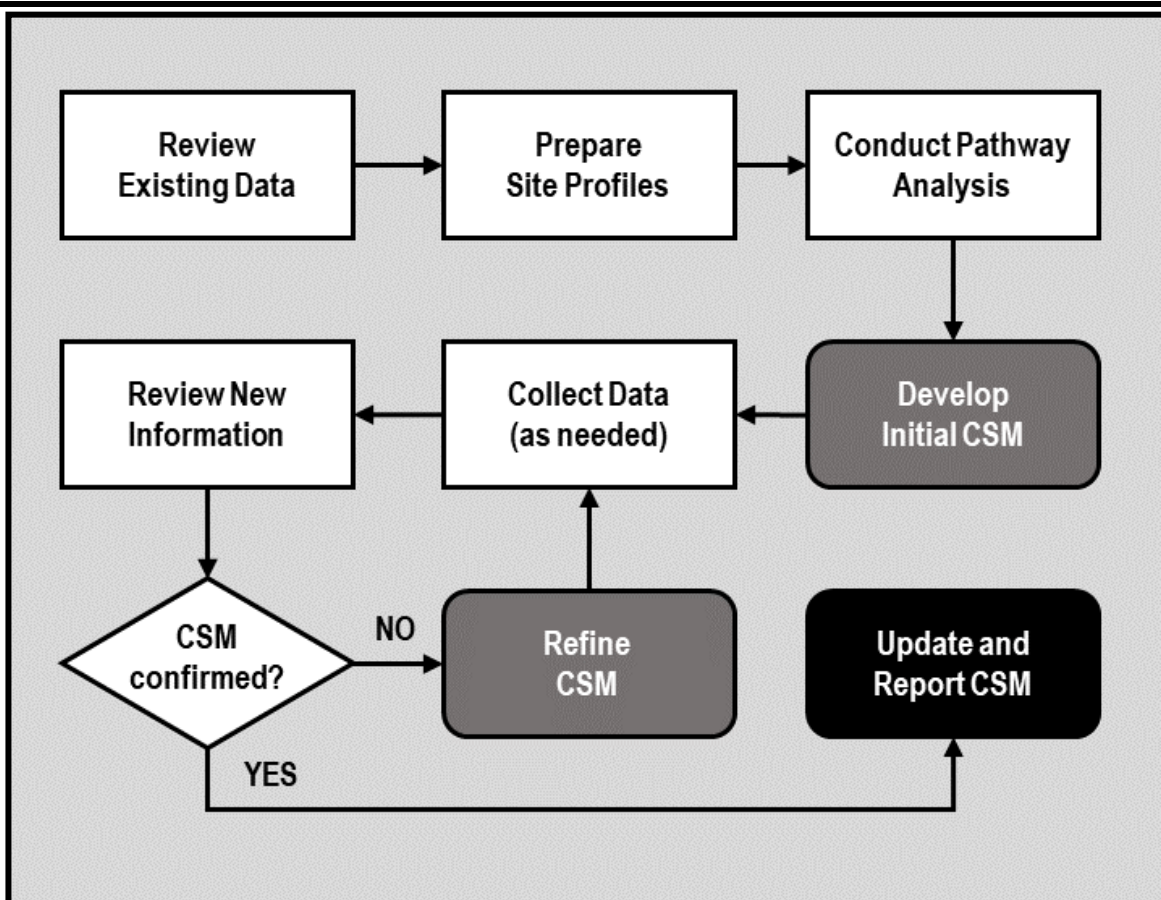 Review
Existing Data
Prepare
Site Profiles
Conduct Pathway
Analysis
Develop
Initial CSM
Collect Data
(as needed)
Review New
Information
CSM
confirmed?
NO
Refine
CSM
YES
Update and
Report CSM